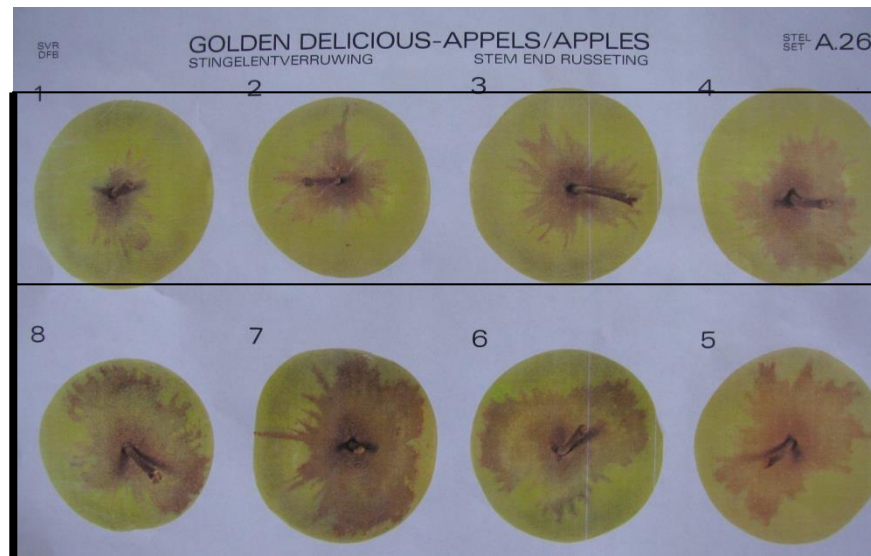 SVR
DFB
GOLDEN DELICIOUS-APPELS/APPLES
STINGELENTVERRUWING STEM END RUSSETING
STEL
SET A.26
1 2 3 4
8 7 6 5